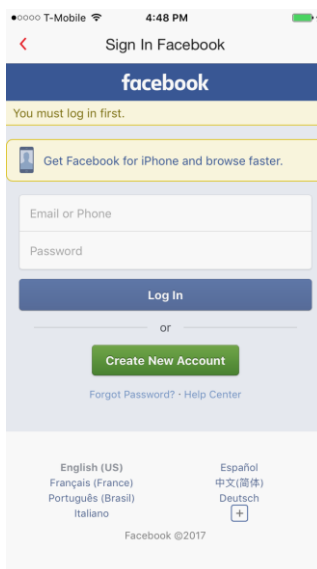 T-Mobile 4:48 PM
Sign In Facebook
facebook
You must log in first.
Get Facebook for iPhone and browse faster.
Email or Phone
Password
Log In
or
Create New Account
Forgot Password? · Help Center
English (US) Español
Français (France) 中文(简体)
Português (Brasil) Deutsch
Italiano +
Facebook ©2017